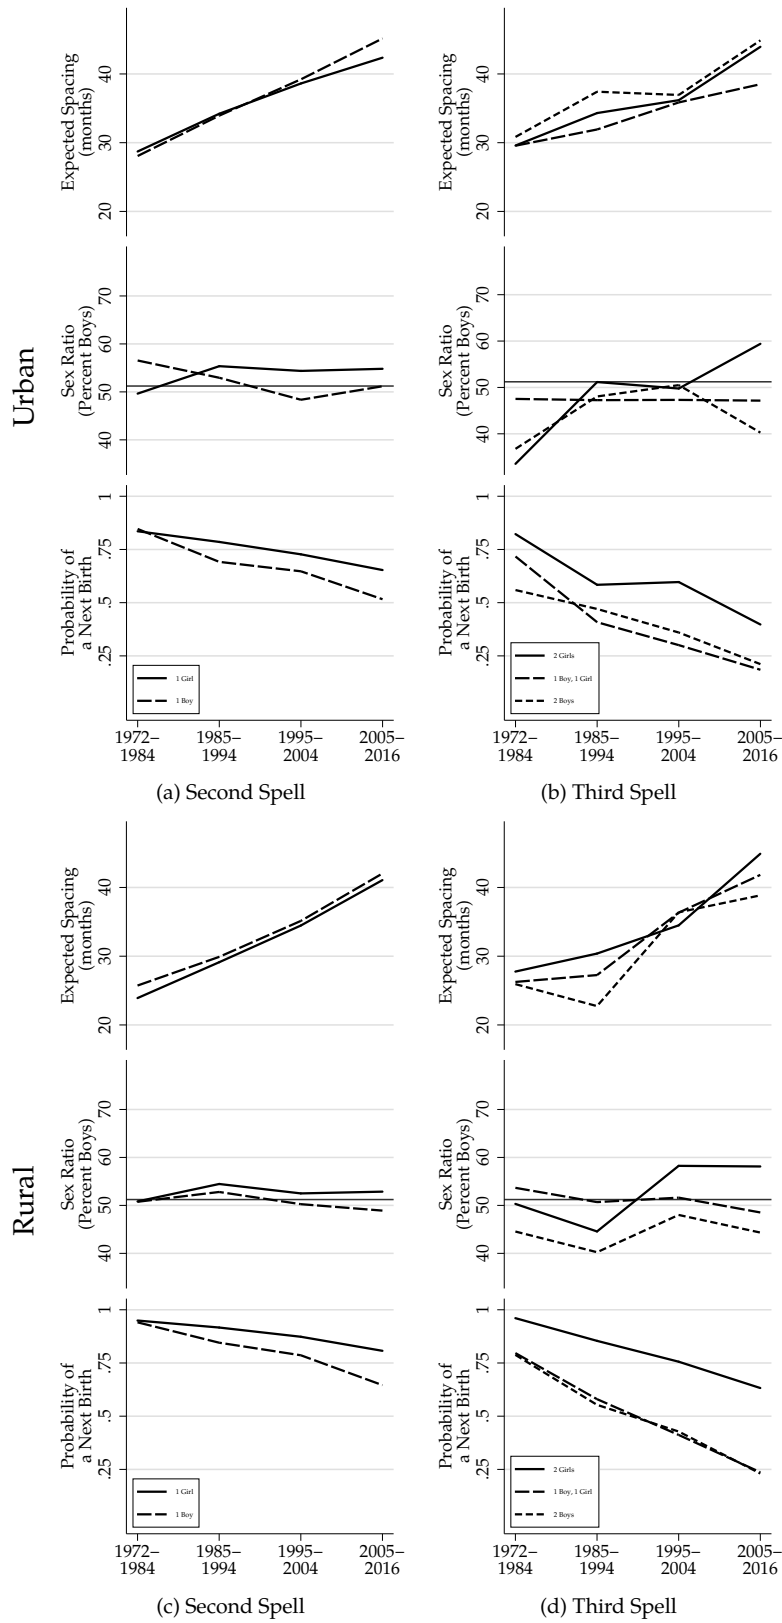 Urban
Expected Spacing
(months)
20 30 40
Sex Ratio
(Percent Boys)
40 50 60 70
Probability of
a Next Birth
.25 .5 .75 1
1 Girl
1 Boy
1972–
1984
1985–
1994
1995–
2004
2005–
2016
(a) Second Spell
Expected Spacing
(months)
20 30 40
Sex Ratio
(Percent Boys)
40 50 60 70
Probability of
a Next Birth
.25 .5 .75 1
2 Girls
1 Boy, 1 Girl
2 Boys
1972–
1984
1985–
1994
1995–
2004
2005–
2016
(b) Third Spell
Rural
Expected Spacing
(months)
20 30 40
Sex Ratio
(Percent Boys)
40 50 60 70
Probability of
a Next Birth
.25 .5 .75 1
1 Girl
1 Boy
1972–
1984
1985–
1994
1995–
2004
2005–
2016
(c) Second Spell
Expected Spacing
(months)
20 30 40
Sex Ratio
(Percent Boys)
40 50 60 70
Probability of
a Next Birth
.25 .5 .75 1
2 Girls
1 Boy, 1 Girl
2 Boys
1972–
1984
1985–
1994
1995–
2004
2005–
2016
(d) Third Spell